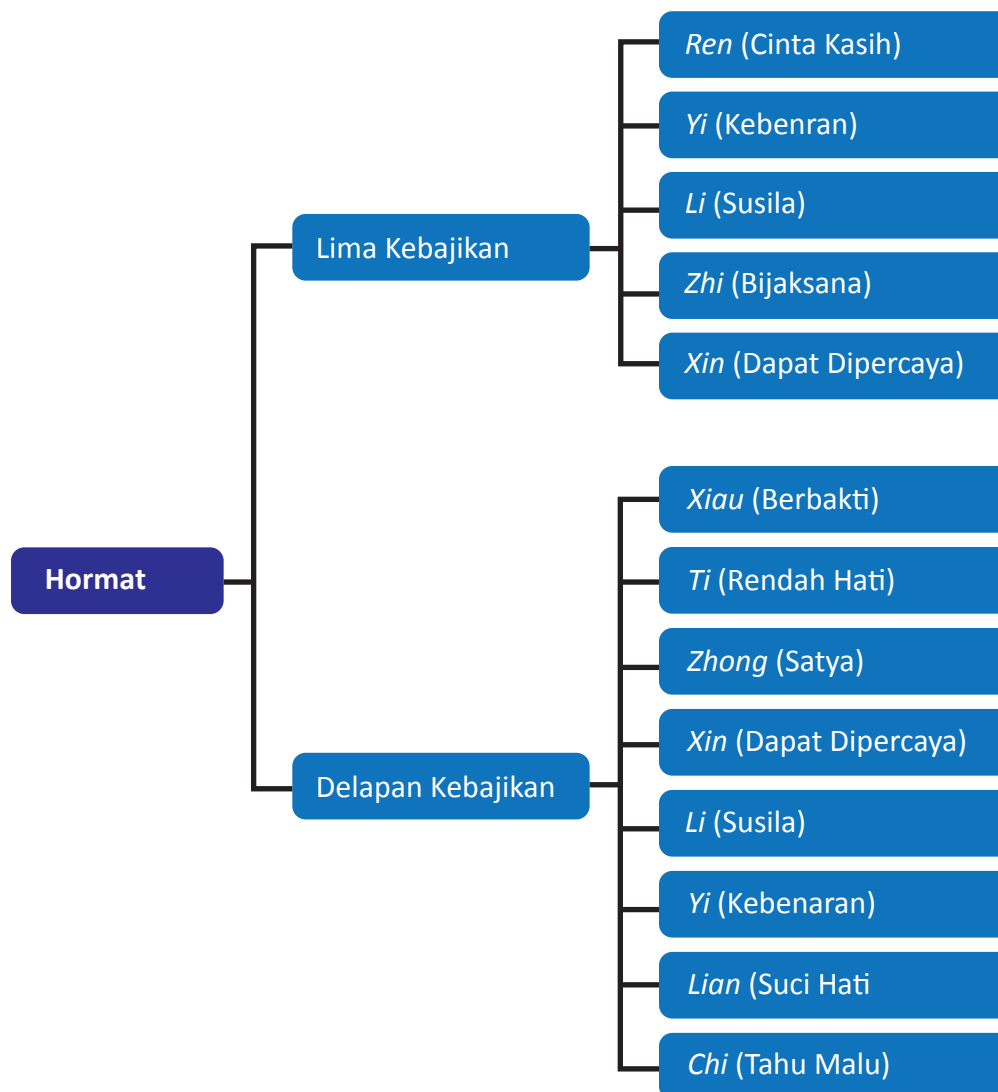 Hormat
Lima Kebajikan
Ren (Cinta Kasih)
Yi (Kebenran)
Li (Susila)
Zhi (Bijaksana)
Xin (Dapat Dipercaya)
Delapan Kebajikan
Xiau (Berbakti)
Ti (Rendah Hati)
Zhong (Satya)
Xin (Dapat Dipercaya)
Li (Susila)
Yi (Kebenaran)
Lian (Suci Hati
Chi (Tahu Malu)